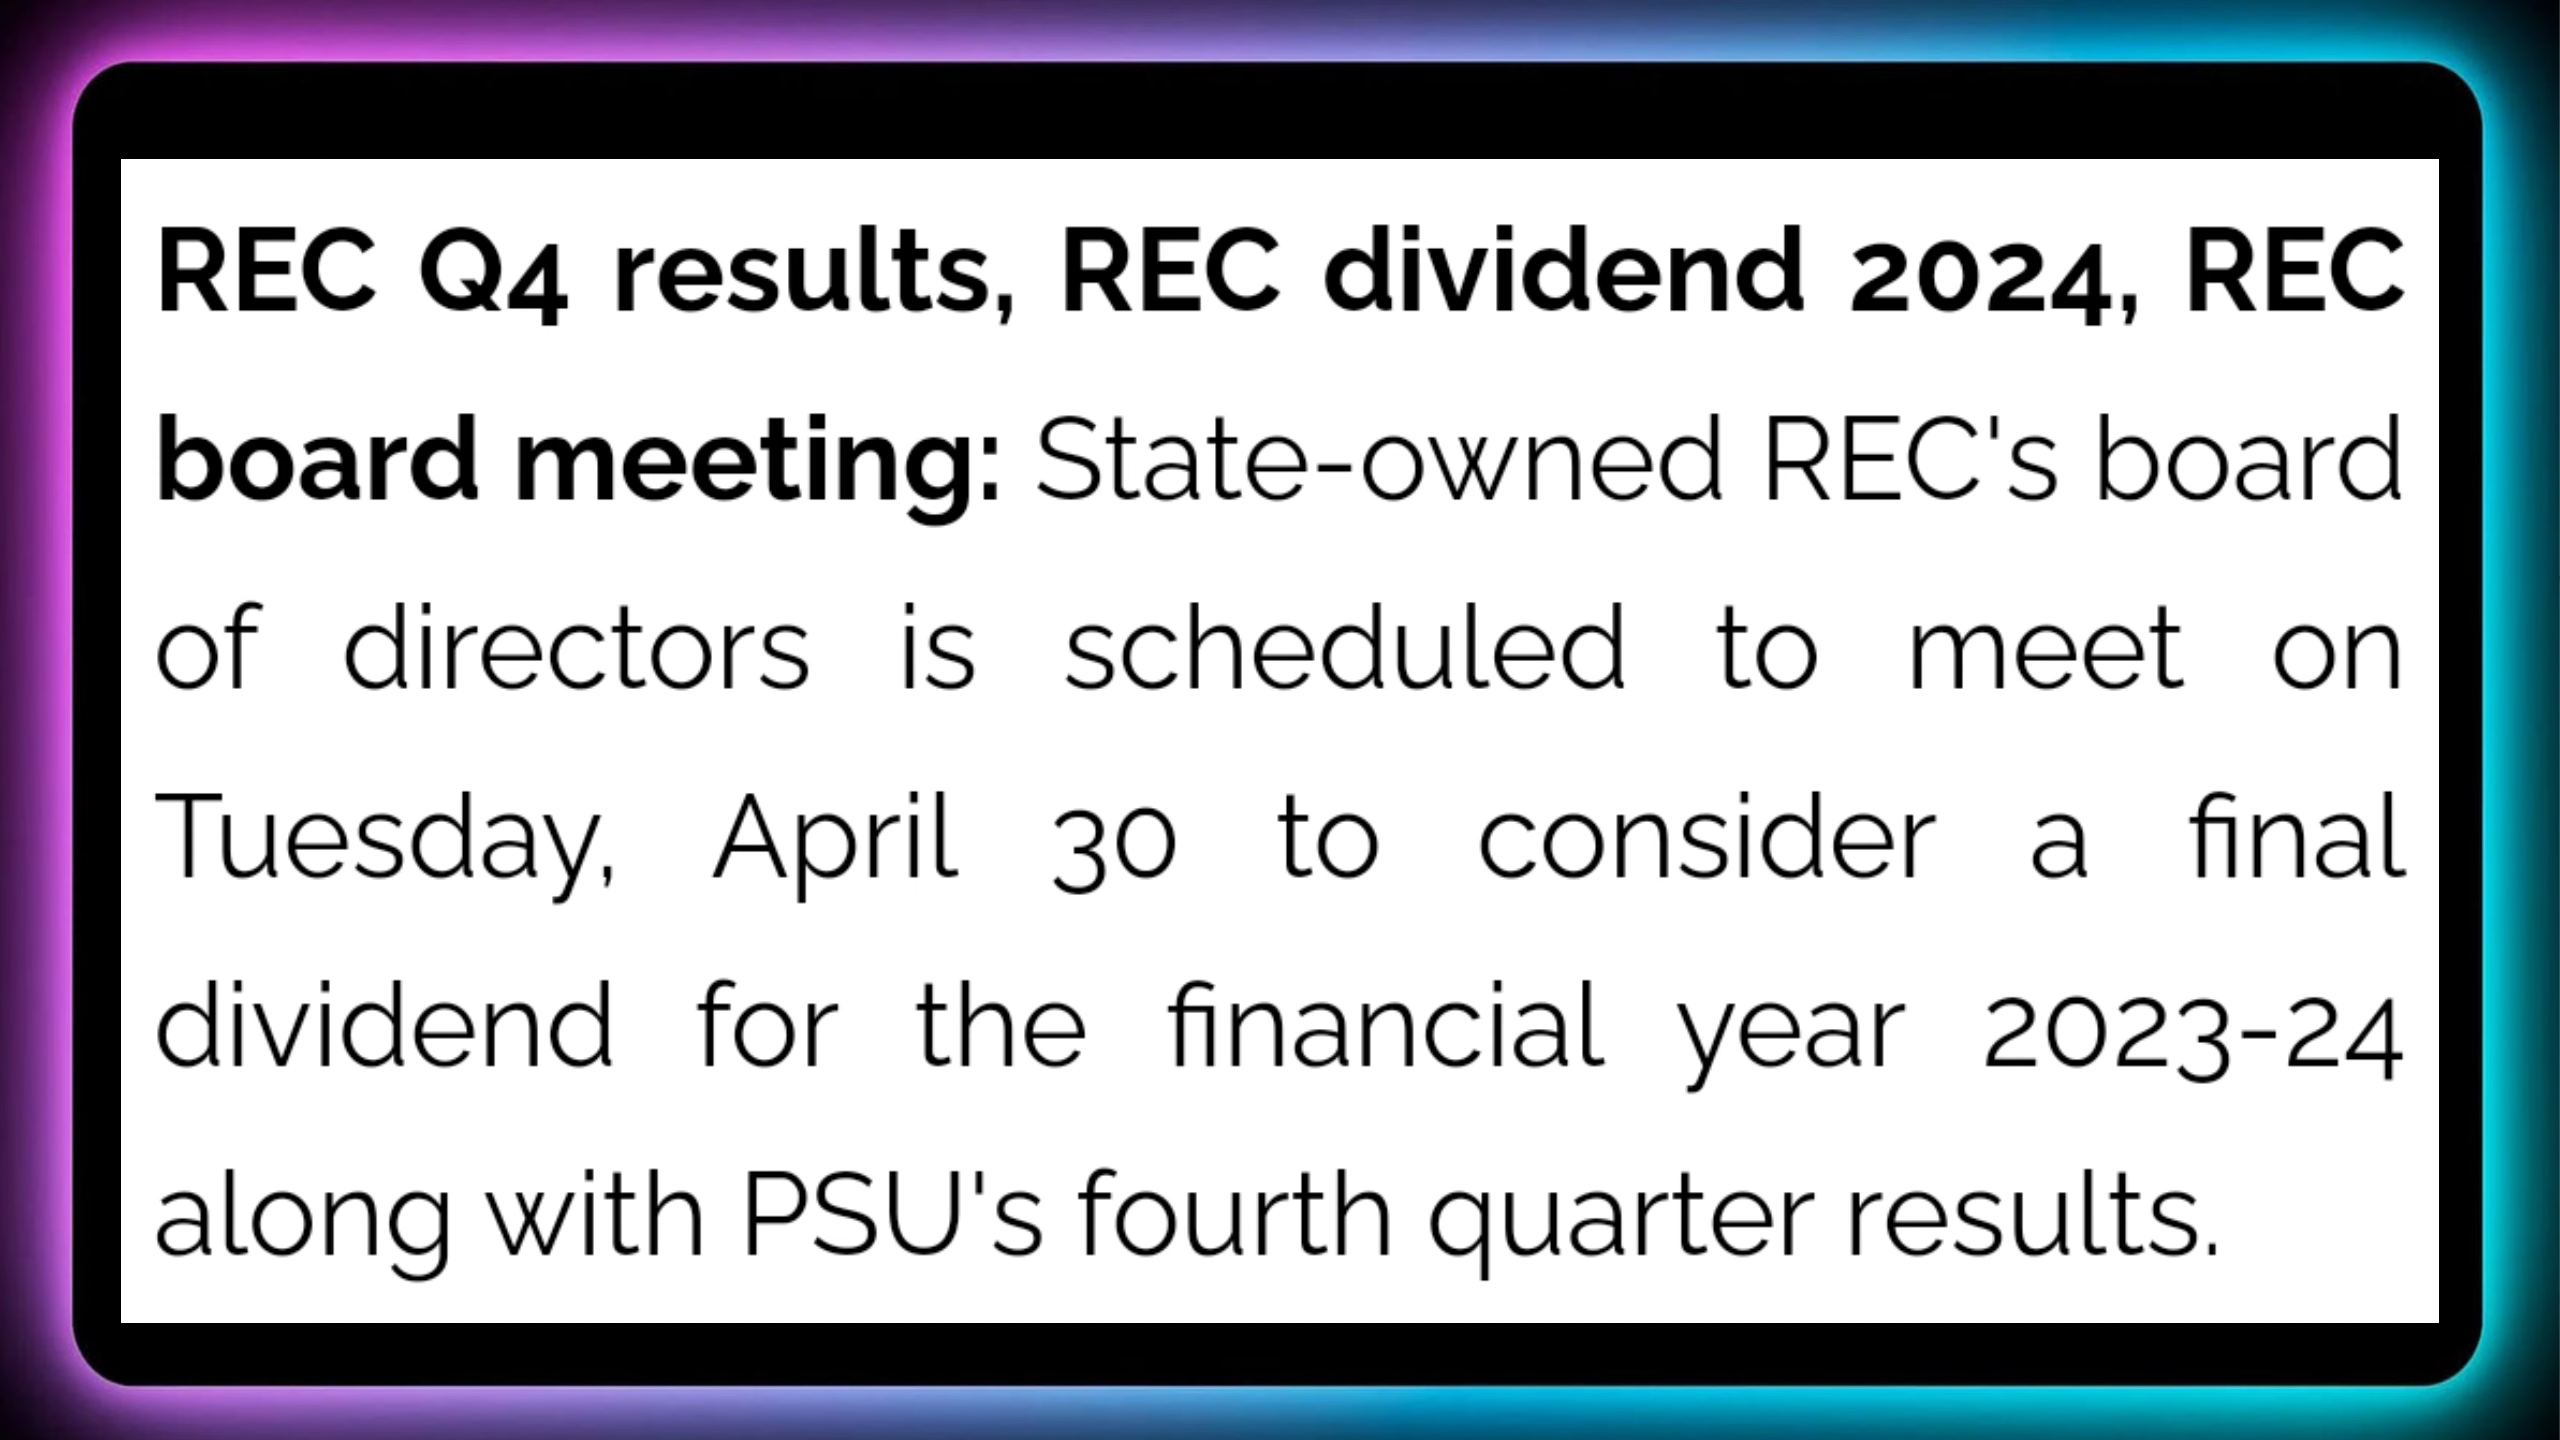 REC Q4 results, REC dividend 2024, REC
board meeting: State-owned REC's board
of directors is scheduled to meet on
Tuesday, April 30 to consider a final
dividend for the financial year 2023-24
along with PSU's fourth quarter results.